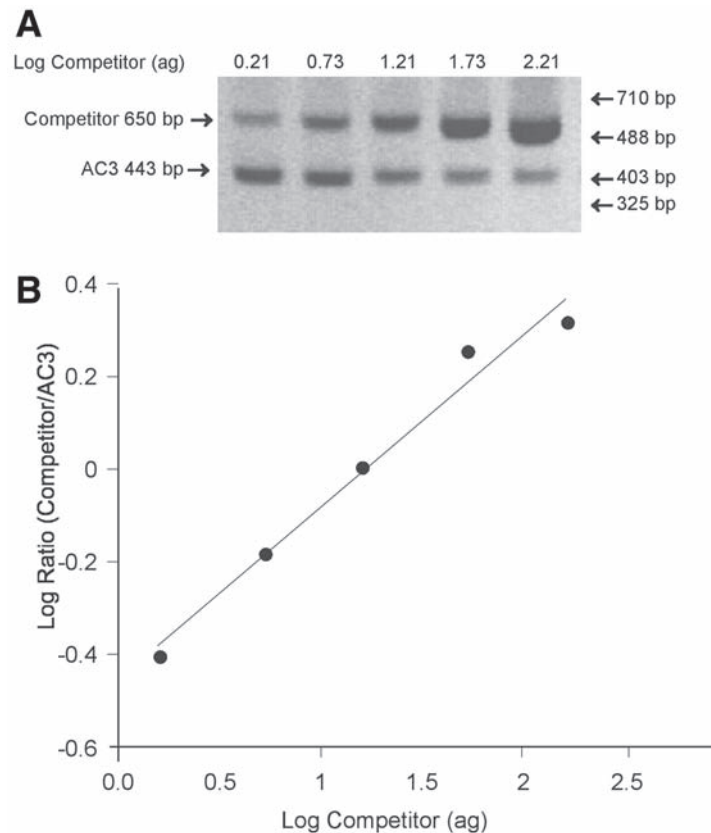 A
Log Competitor (ag) 0.21 0.73 1.21 1.73 2.21
←710 bp
Competitor 650 bp →
←488 bp
AC3 443 bp →
←403 bp
←325 bp
B
0.4
0.2
0
-0.2
-0.4
-0.6
Log Ratio (Competitor/AC3)
0.0 0.5 1 1.5 2 2.5
Log Competitor (ag)